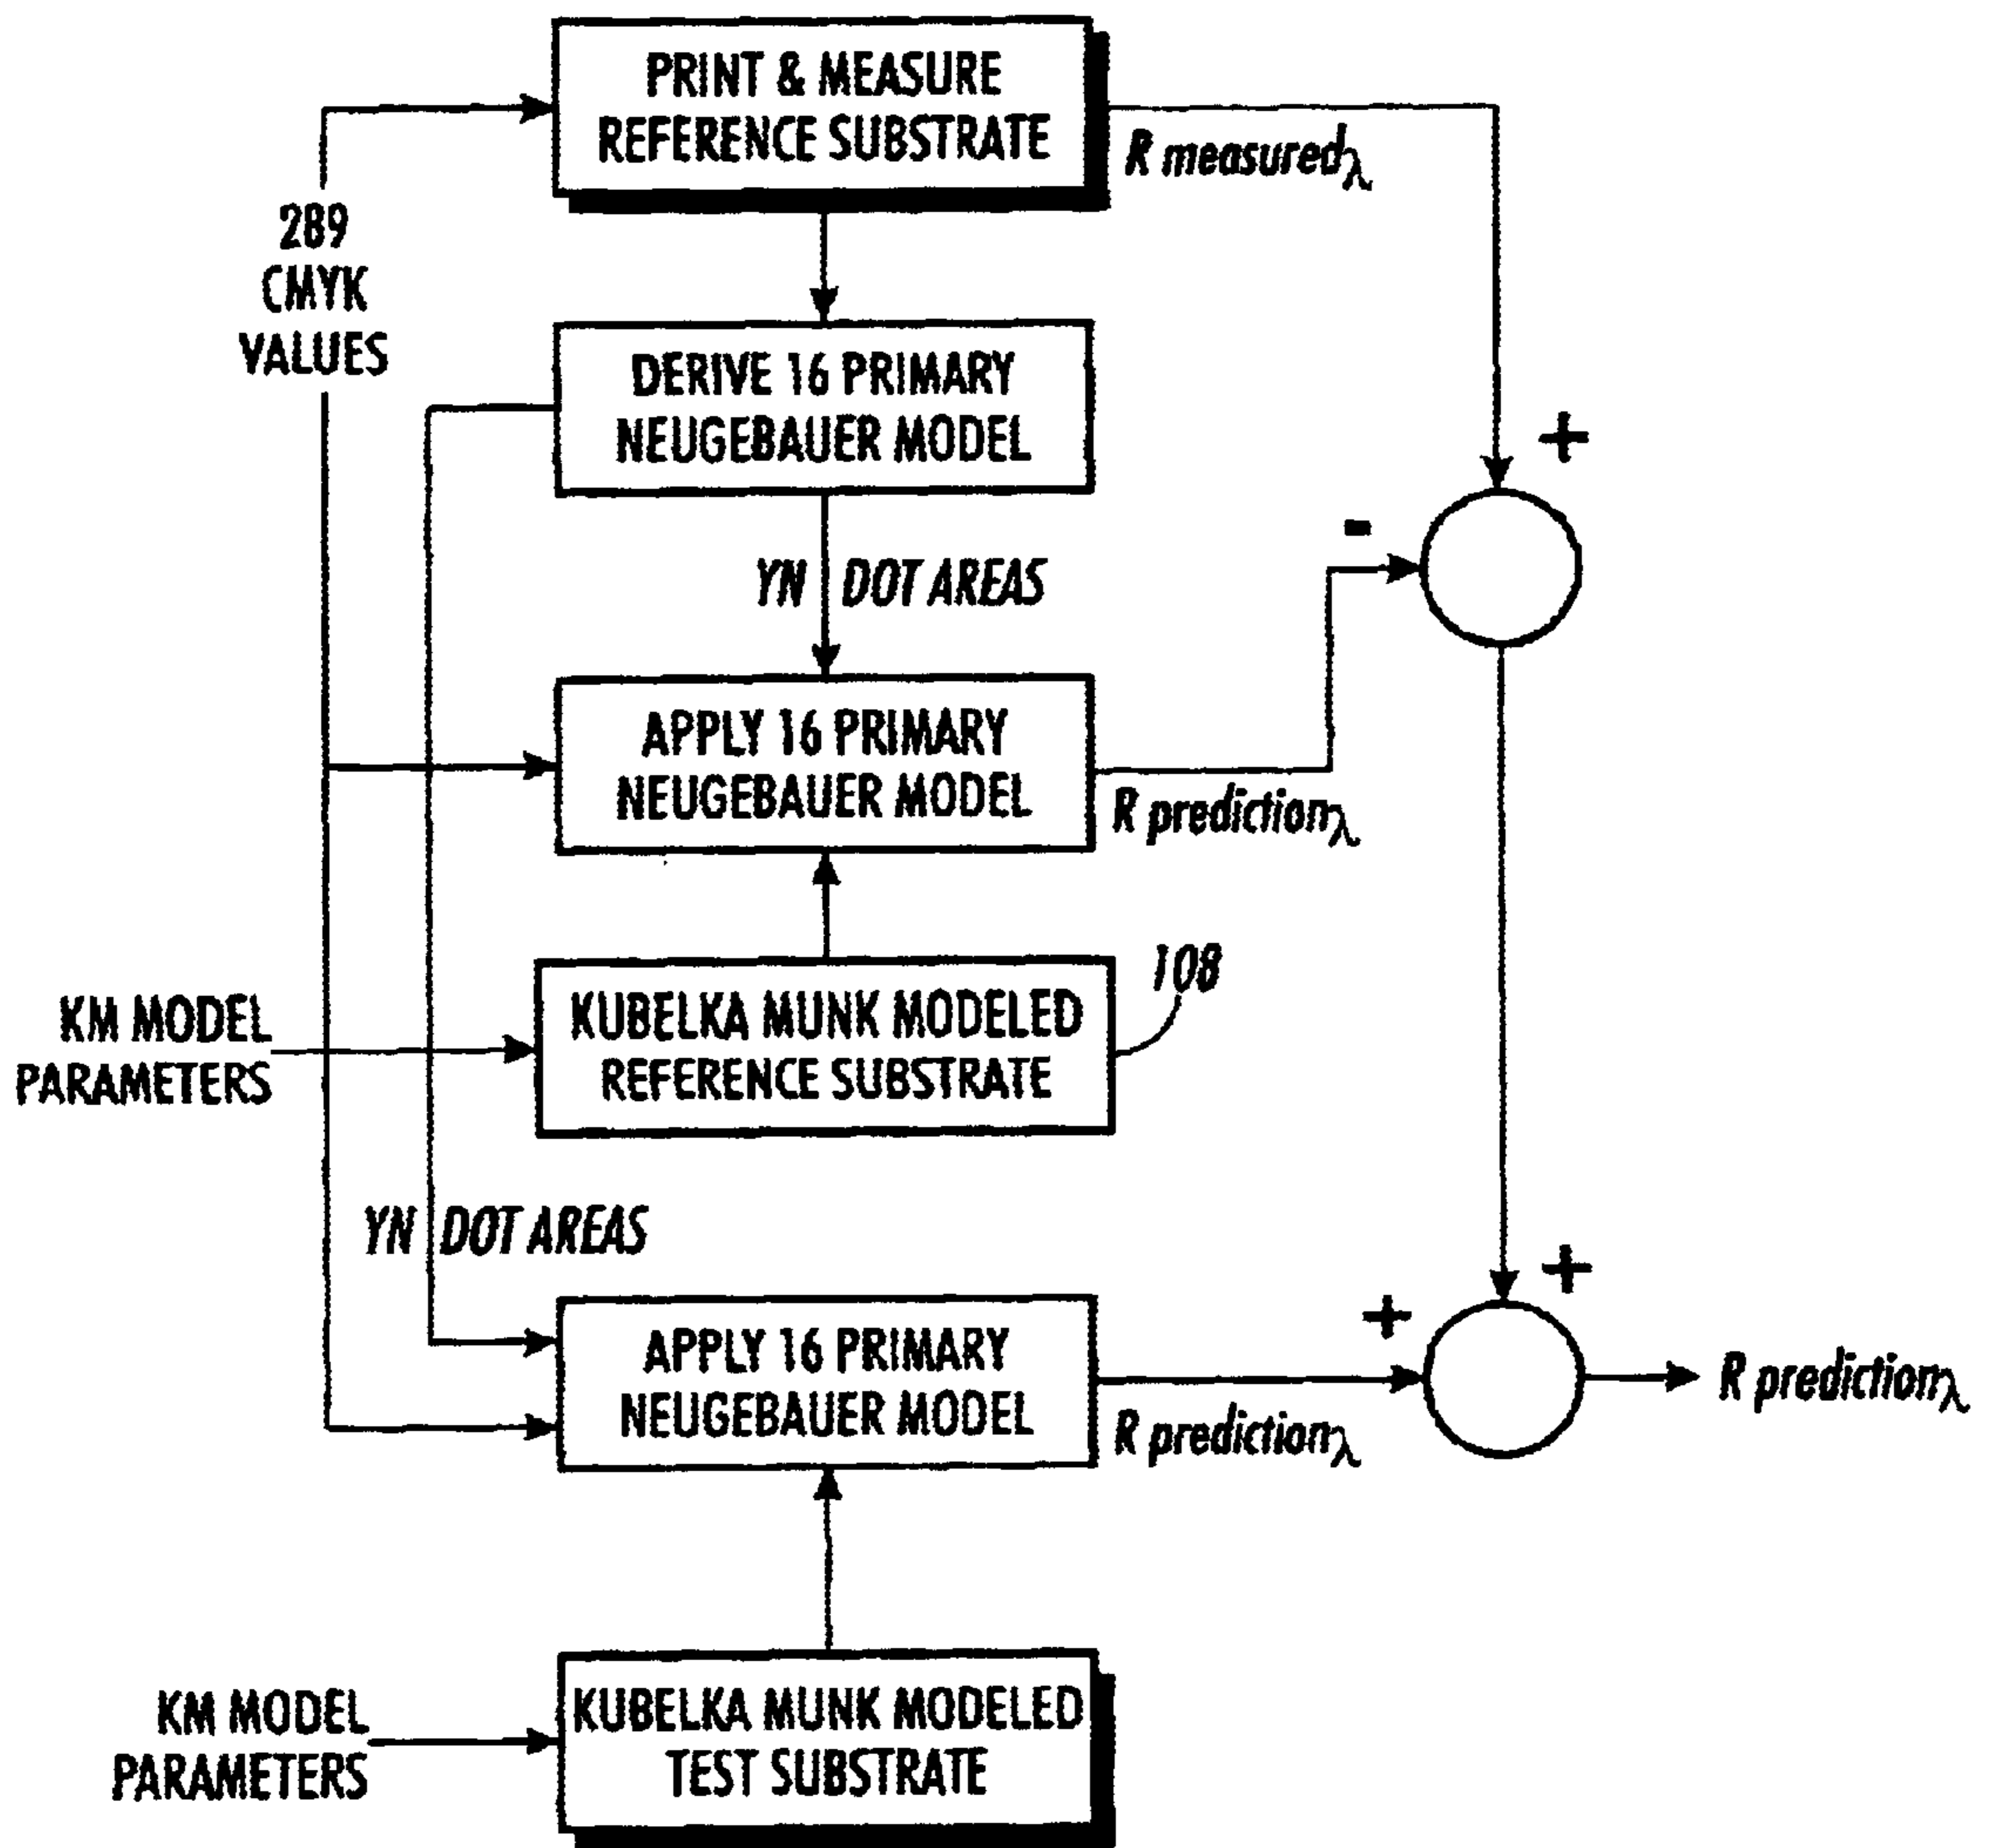 PRINT & MEASURE
REFERENCE SUBSTRATE
R measuredλ
289
CMYK
VALUES
DERIVE 16 PRIMARY
NEUGEBAUER MODEL
+
-
YN DOT AREAS
APPLY 16 PRIMARY
NEUGEBAUER MODEL
R predictionλ
108
KUBELKA MUNK MODELED
REFERENCE SUBSTRATE
KM MODEL
PARAMETERS
YN DOT AREAS
+
+
APPLY 16 PRIMARY
NEUGEBAUER MODEL
R predictionλ
R predictionλ
KM MODEL
PARAMETERS
KUBELKA MUNK MODELED
TEST SUBSTRATE